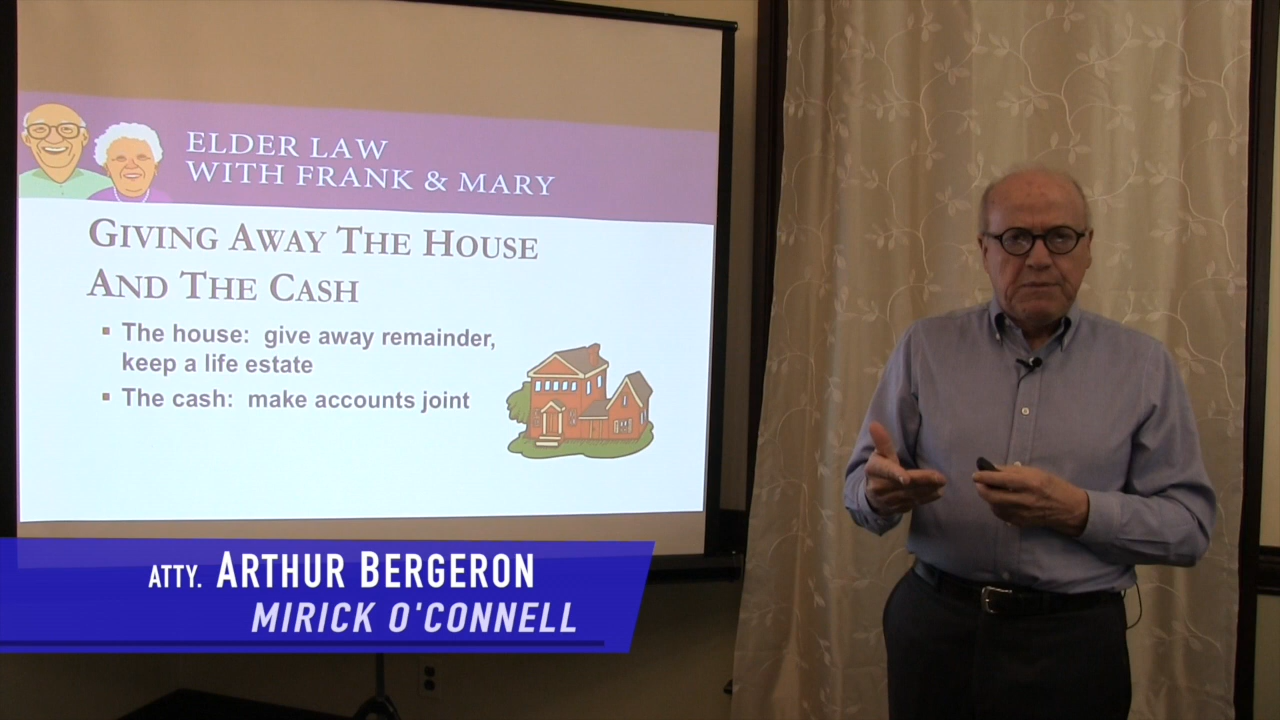 ELDER LAW
WITH FRANK & MARY
GIVING AWAY THE HOUSE
AND THE CASH
▪ The house: give away remainder,
keep a life estate
▪ The cash: make accounts joint
ATTY. ARTHUR BERGERON
MIRICK O'CONNELL